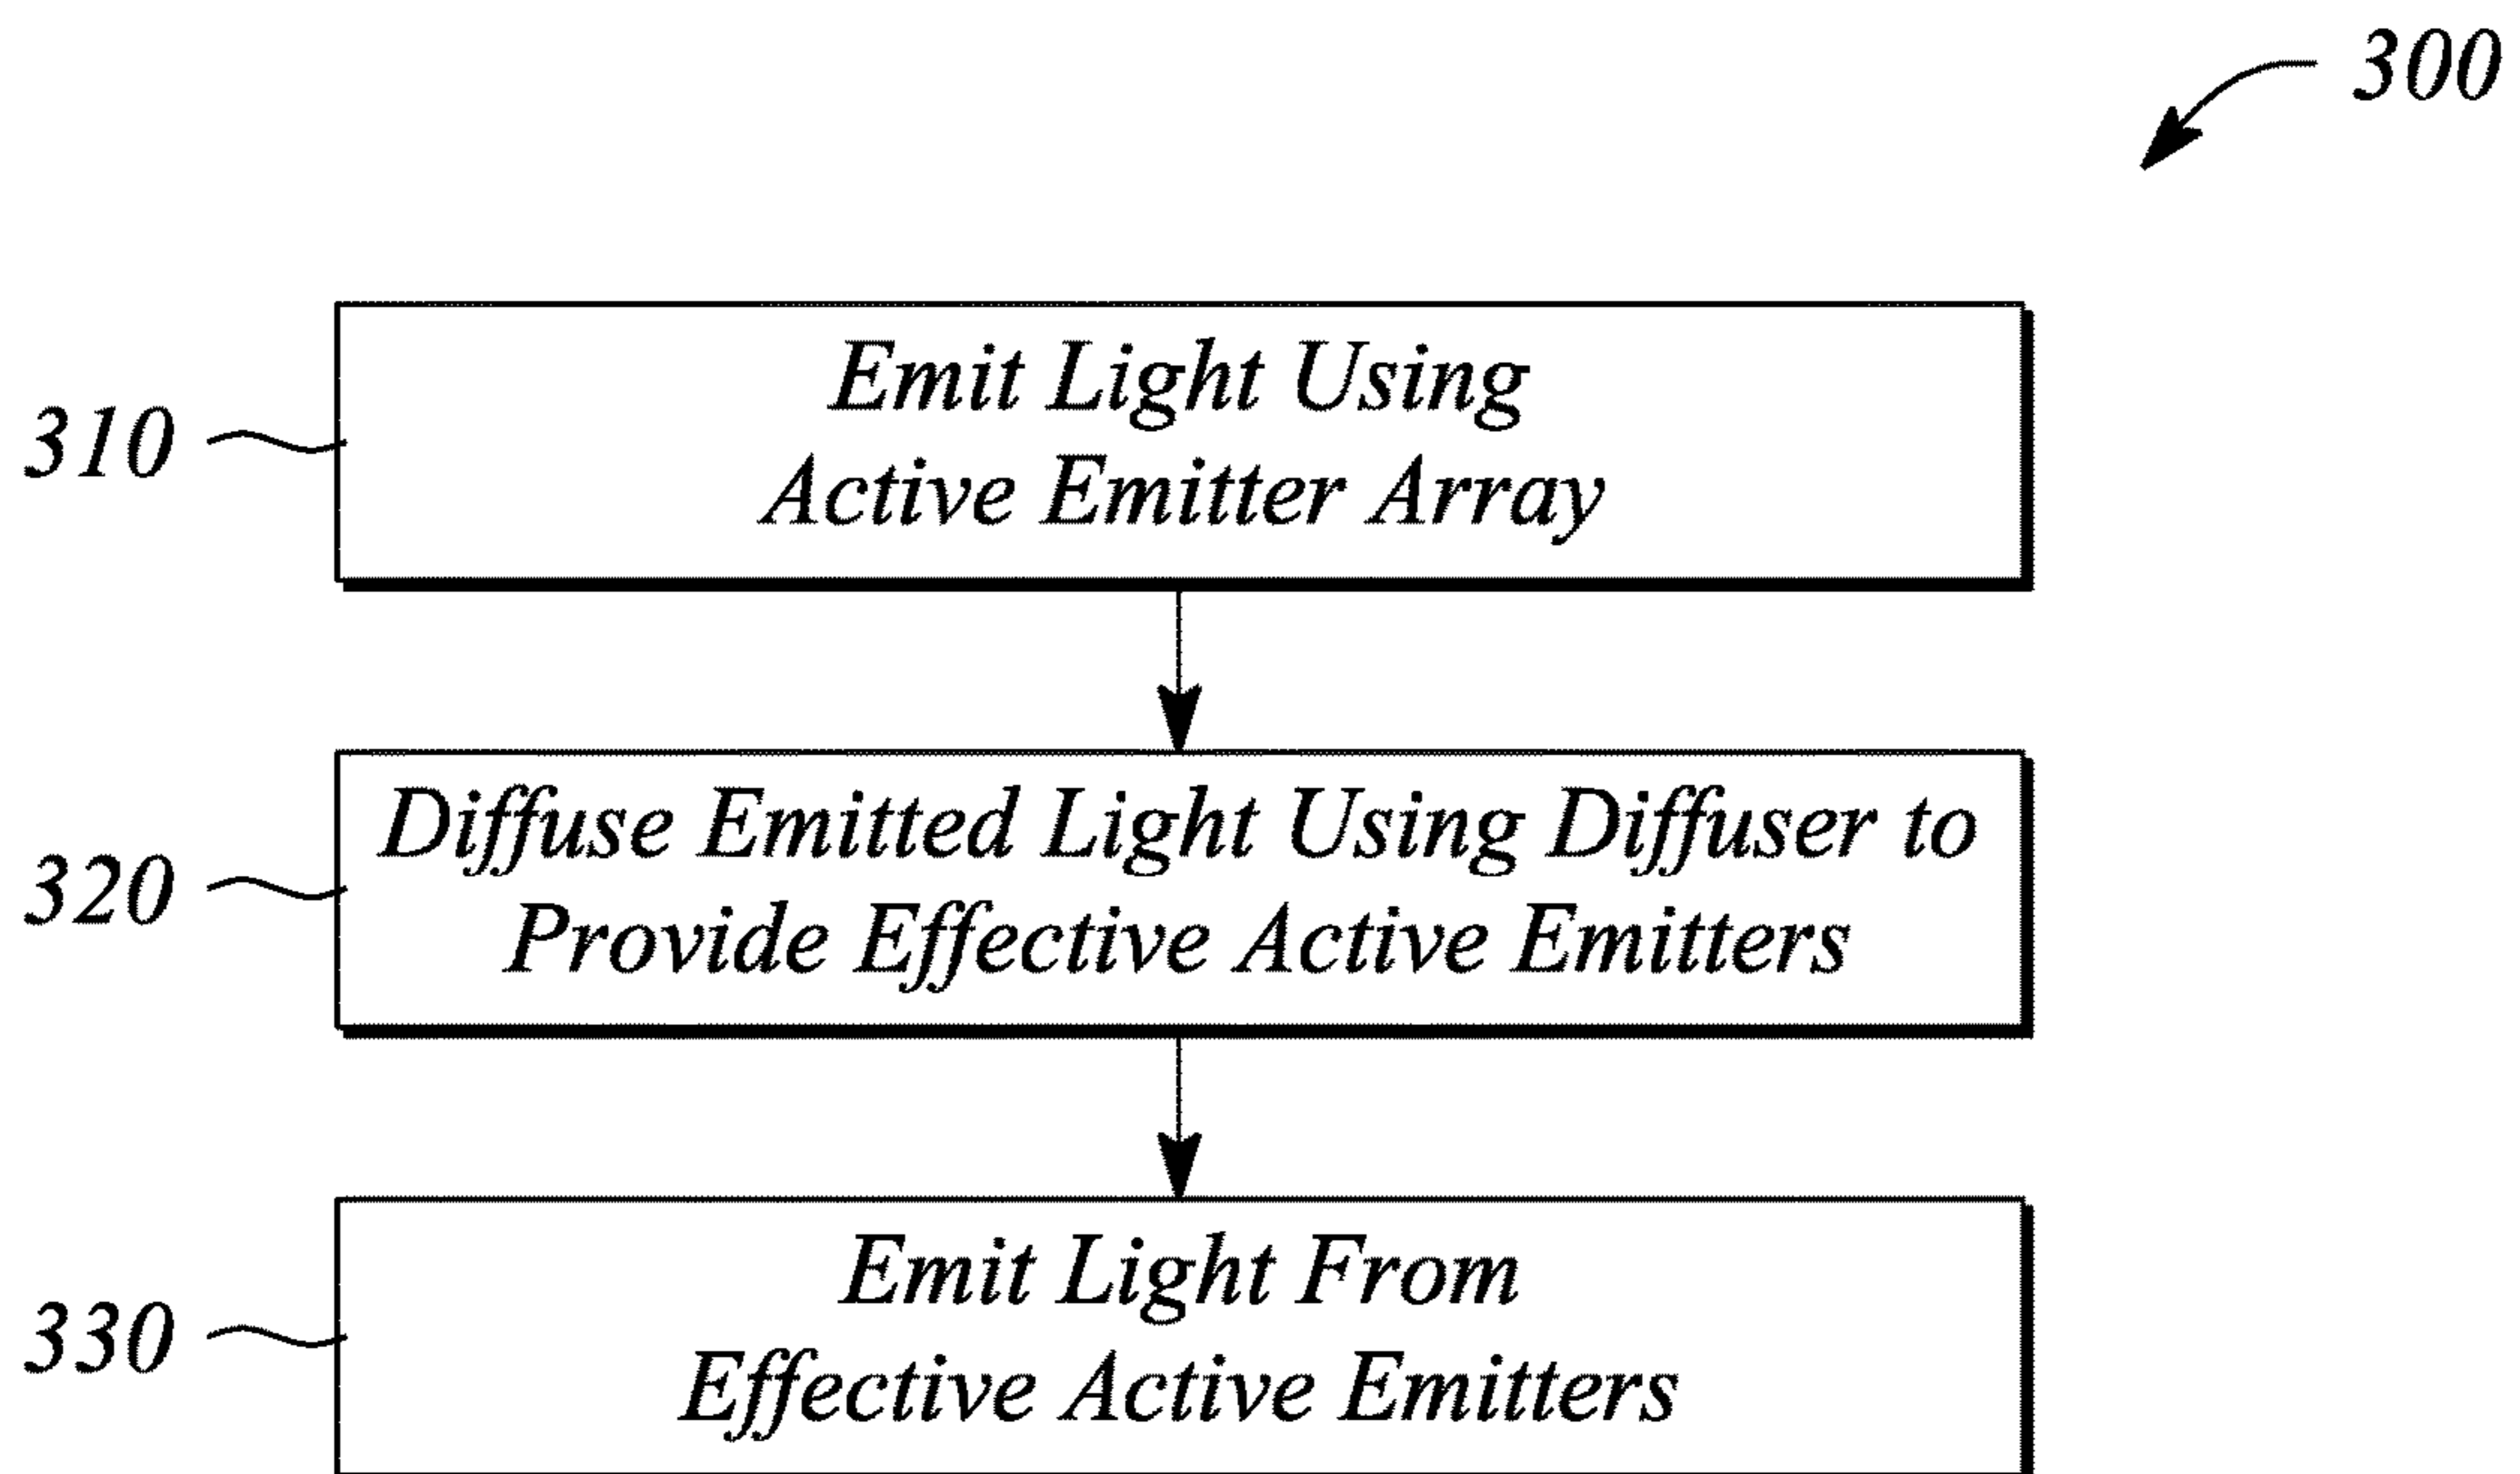 300
310
Emit Light Using
Active Emitter Array
320
Diffuse Emitted Light Using Diffuser to
Provide Effective Active Emitters
330
Emit Light From
Effective Active Emitters